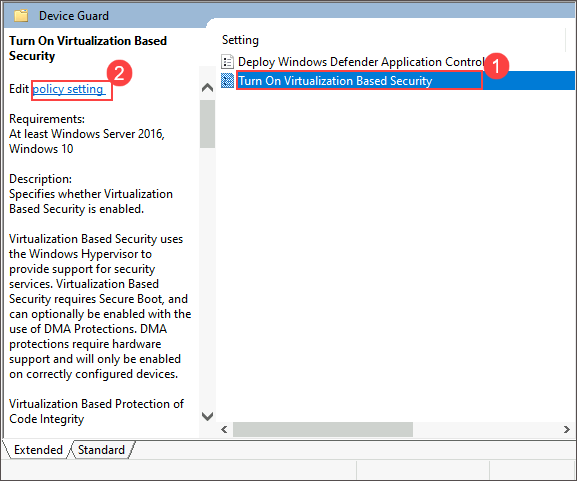 Device Guard
Turn On Virtualization Based
Security
2
Edit policy setting
Requirements:
At least Windows Server 2016,
Windows 10
Description:
Specifies whether Virtualization
Based Security is enabled.
Virtualization Based Security uses
the Windows Hypervisor to
provide support for security
services. Virtualization Based
Security requires Secure Boot, and
can optionally be enabled with the
use of DMA Protections. DMA
protections require hardware
support and will only be enabled
on correctly configured devices.
Virtualization Based Protection of
Code Integrity
Setting
Deploy Windows Defender Application Control
1
Turn On Virtualization Based Security
Extended Standard